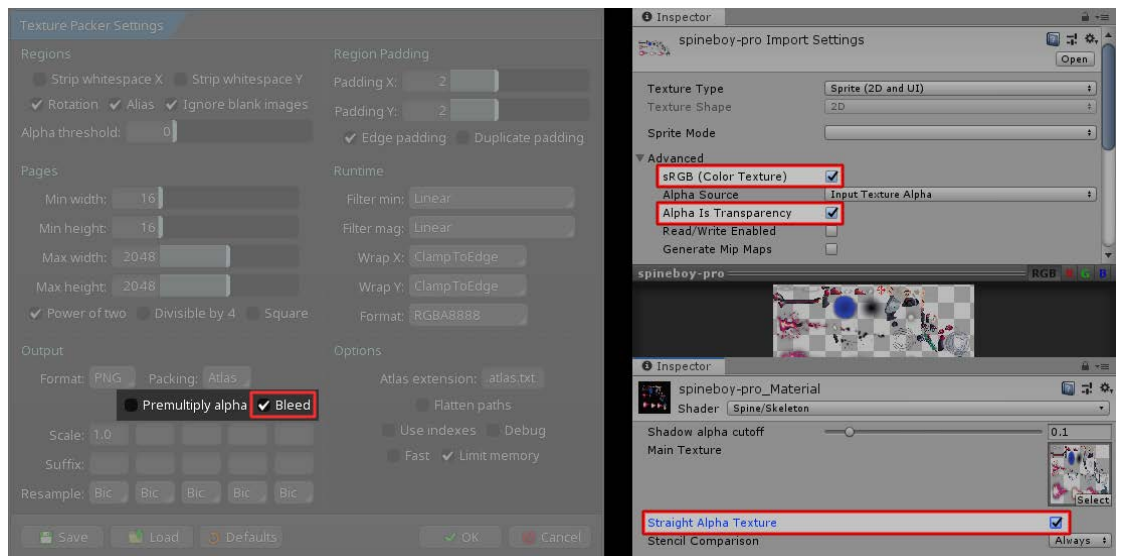 Texture Packer Settings
Regions
Strip whitespace X Strip whitespace Y
Rotation Alias Ignore blank images
Alpha threshold: 0
Region Padding
Padding X: 2
Padding Y: 2
Edge padding Duplicate padding
Pages
Min width: 16
Min height: 16
Max width: 2048
Max height: 2048
Power of two Divisible by 4 Square
Runtime
Filter min: Linear
Filter mag: Linear
Wrap X: ClampToEdge
Wrap Y: ClampToEdge
Format: RGBA8888
Output
Format: PNG Packing: Atlas
Premultiply alpha Bleed
Scale: 1.0
Suffix:
Resample: Bic Bic Bic Bic Bic
Options
Atlas extension: .atlas.txt
Flatten paths
Use indexes Debug
Fast Limit memory
Save Load Defaults OK Cancel
Inspector
spineboy-pro Import Settings
Open
Texture Type Sprite (2D and UI)
Texture Shape 2D
Sprite Mode
Advanced
sRGB (Color Texture)
Alpha Source Input Texture Alpha
Alpha Is Transparency
Read/Write Enabled
Generate Mip Maps
spineboy-pro RGB R G B
Inspector
spineboy-pro_Material
Shader Spine/Skeleton
Shadow alpha cutoff 0.1
Main Texture
Select
Straight Alpha Texture
Stencil Comparison Always